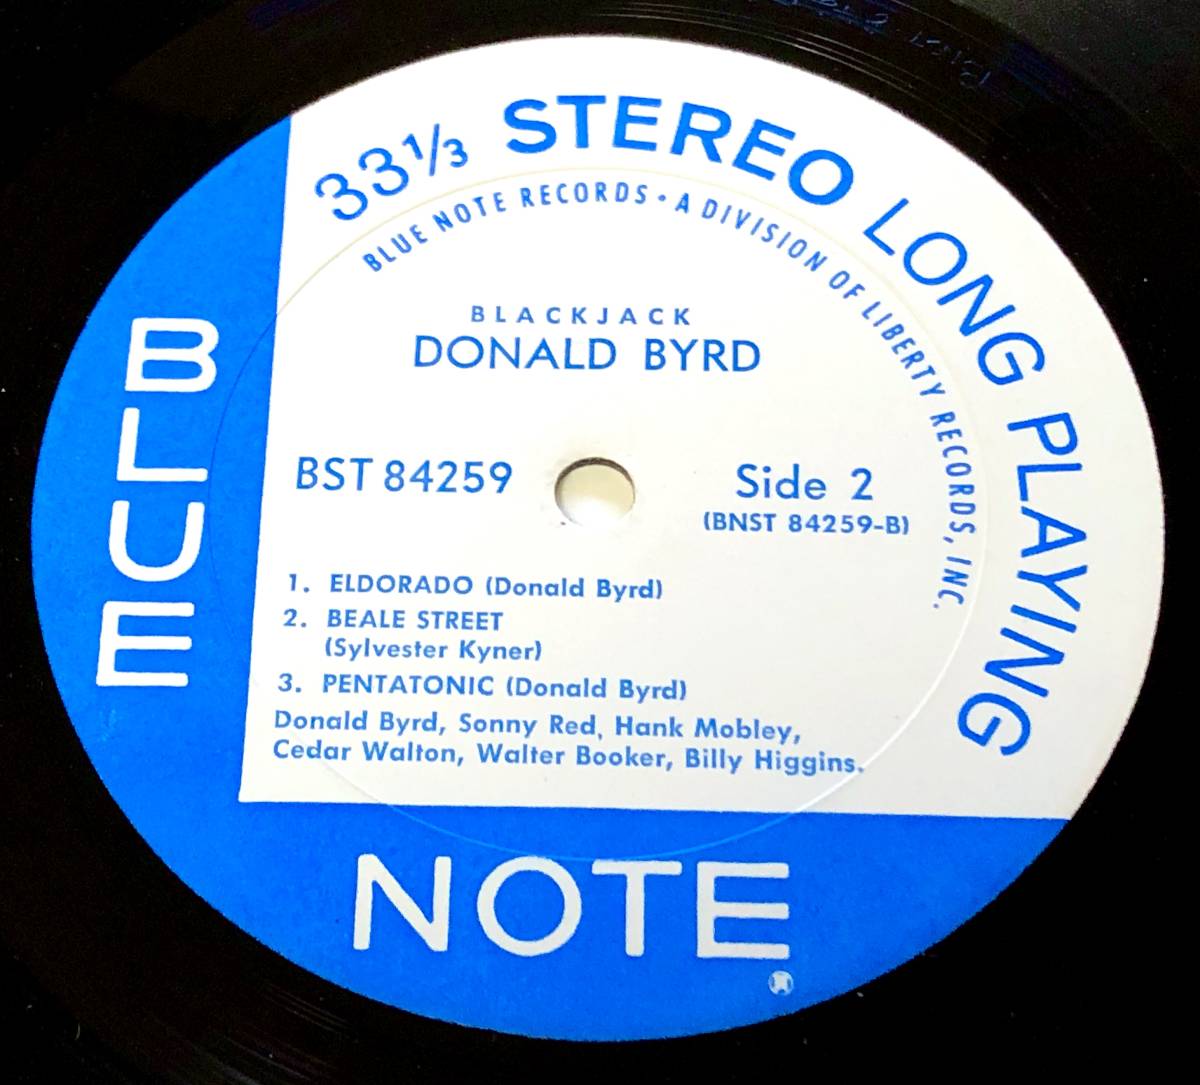 33⅓ STEREO LONG PLAYING
BLUE NOTE RECORDS • A DIVISION OF LIBERTY RECORDS, INC.
BLACKJACK
DONALD BYRD
BST 84259
Side 2
(BNST 84259-B)
1. ELDORADO (Donald Byrd)
2. BEALE STREET
(Sylvester Kyner)
3. PENTATONIC (Donald Byrd)
Donald Byrd, Sonny Red, Hank Mobley,
Cedar Walton, Walter Booker, Billy Higgins.
BLUE
NOTE